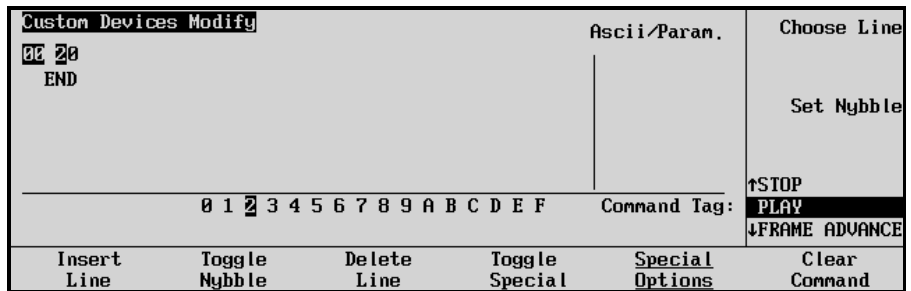 Custom Devices Modify
Ascii/Param.
Choose Line
00 20
END
Set Nybble
↑STOP
0 1 2 3 4 5 6 7 8 9 A B C D E F
Command Tag:
PLAY
↓FRAME ADVANCE
Insert Line
Toggle Nybble
Delete Line
Toggle Special
Special Options
Clear Command